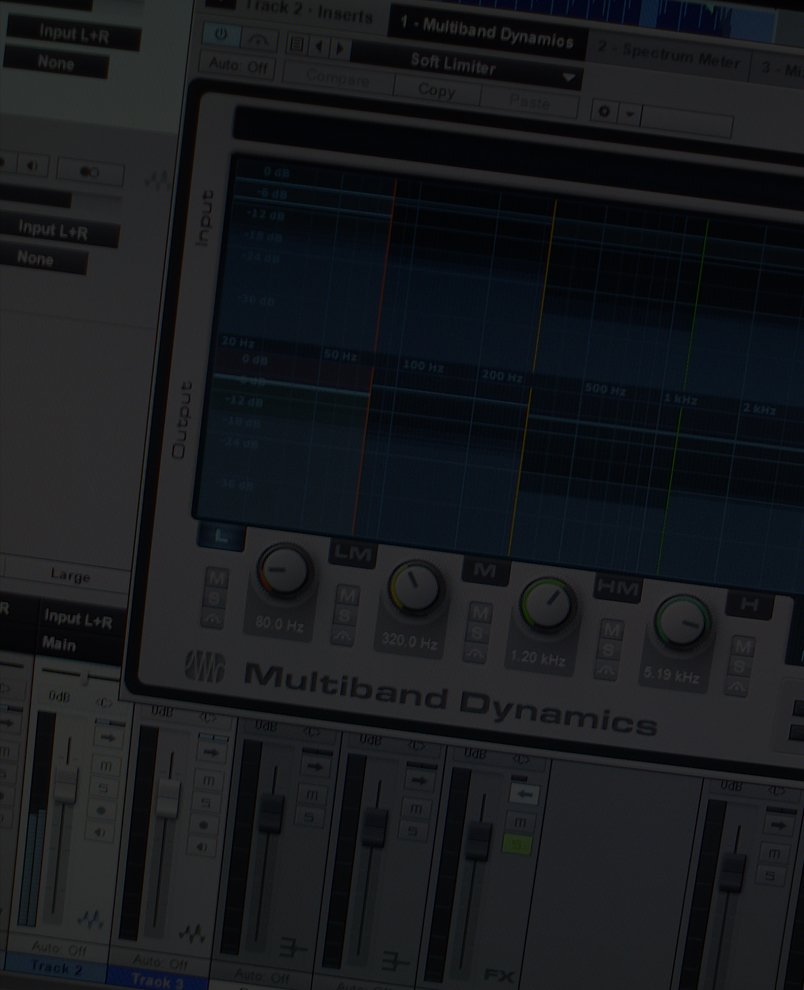 Track 2 · Inserts
1 - Multiband Dynamics
2 - Spectrum Meter
Input L+R
None
Soft Limiter
Auto: Off
Compare
Copy
Paste
0 dB
-6 dB
-12 dB
-18 dB
-24 dB
-36 dB
Input
Input L+R
None
20 Hz
50 Hz
100 Hz
200 Hz
500 Hz
1 kHz
2 kHz
0 dB
-12 dB
-18 dB
-24 dB
-36 dB
Output
L
LM
M
HM
H
M
S
M
S
M
S
M
S
M
S
80.0 Hz
320.0 Hz
1.20 kHz
5.19 kHz
Multiband Dynamics
Large
R
Input L+R
Main
0dB
0dB
0dB
0dB
0dB
0dB
m
S
m
S
m
S
m
S
m
S
m
S
FX
Auto: Off
Auto: Off
Auto: Off
Track 2
Track 3